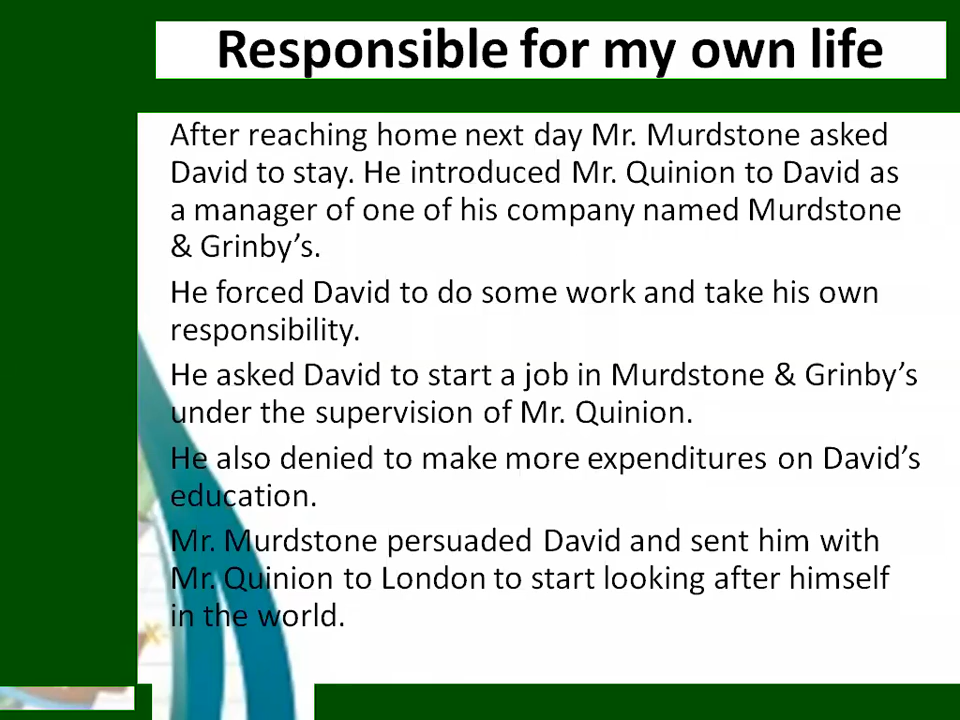 Responsible for my own life
After reaching home next day Mr. Murdstone asked
David to stay. He introduced Mr. Quinion to David as
a manager of one of his company named Murdstone
& Grinby’s.
He forced David to do some work and take his own
responsibility.
He asked David to start a job in Murdstone & Grinby’s
under the supervision of Mr. Quinion.
He also denied to make more expenditures on David’s
education.
Mr. Murdstone persuaded David and sent him with
Mr. Quinion to London to start looking after himself
in the world.